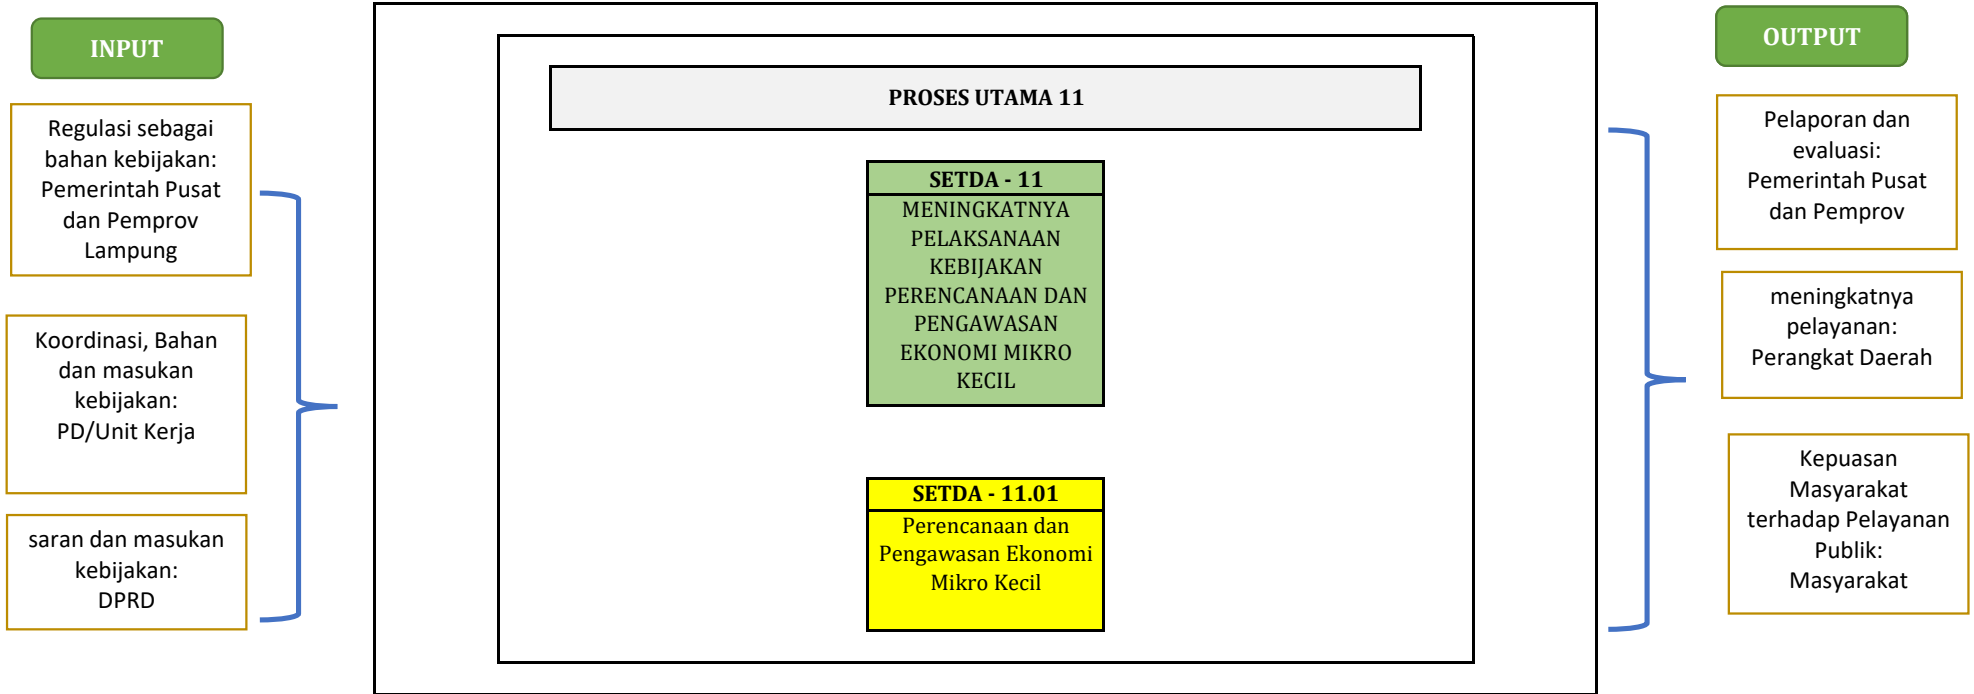 INPUT
Regulasi sebagai
bahan kebijakan:
Pemerintah Pusat
dan Pemprov
Lampung
Koordinasi, Bahan
dan masukan
kebijakan:
PD/Unit Kerja
saran dan masukan
kebijakan:
DPRD
PROSES UTAMA 11
SETDA - 11
MENINGKATNYA
PELAKSANAAN
KEBIJAKAN
PERENCANAAN DAN
PENGAWASAN
EKONOMI MIKRO
KECIL
SETDA - 11.01
Perencanaan dan
Pengawasan Ekonomi
Mikro Kecil
OUTPUT
Pelaporan dan
evaluasi:
Pemerintah Pusat
dan Pemprov
meningkatnya
pelayanan:
Perangkat Daerah
Kepuasan
Masyarakat
terhadap Pelayanan
Publik:
Masyarakat